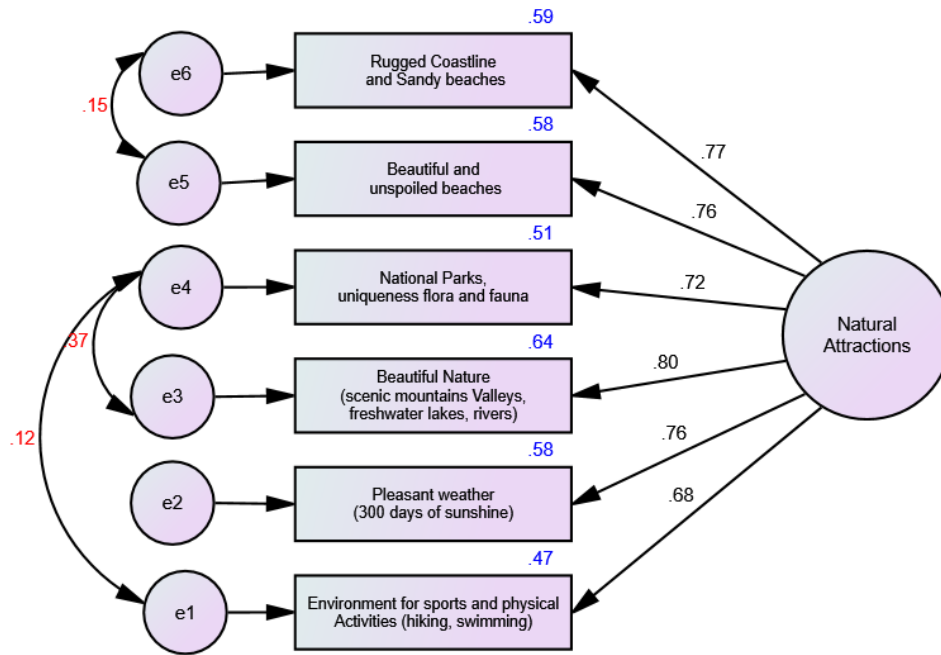 .59
e6
Rugged Coastline
and Sandy beaches
.15
.58
.77
e5
Beautiful and
unspoiled beaches
.76
.51
e4
National Parks,
uniqueness flora and fauna
.72
Natural
Attractions
.37
.64
e3
Beautiful Nature
(scenic mountains Valleys,
freshwater lakes, rivers)
.80
.12
.58
e2
Pleasant weather
(300 days of sunshine)
.76
.47
.68
e1
Environment for sports and physical
Activities (hiking, swimming)